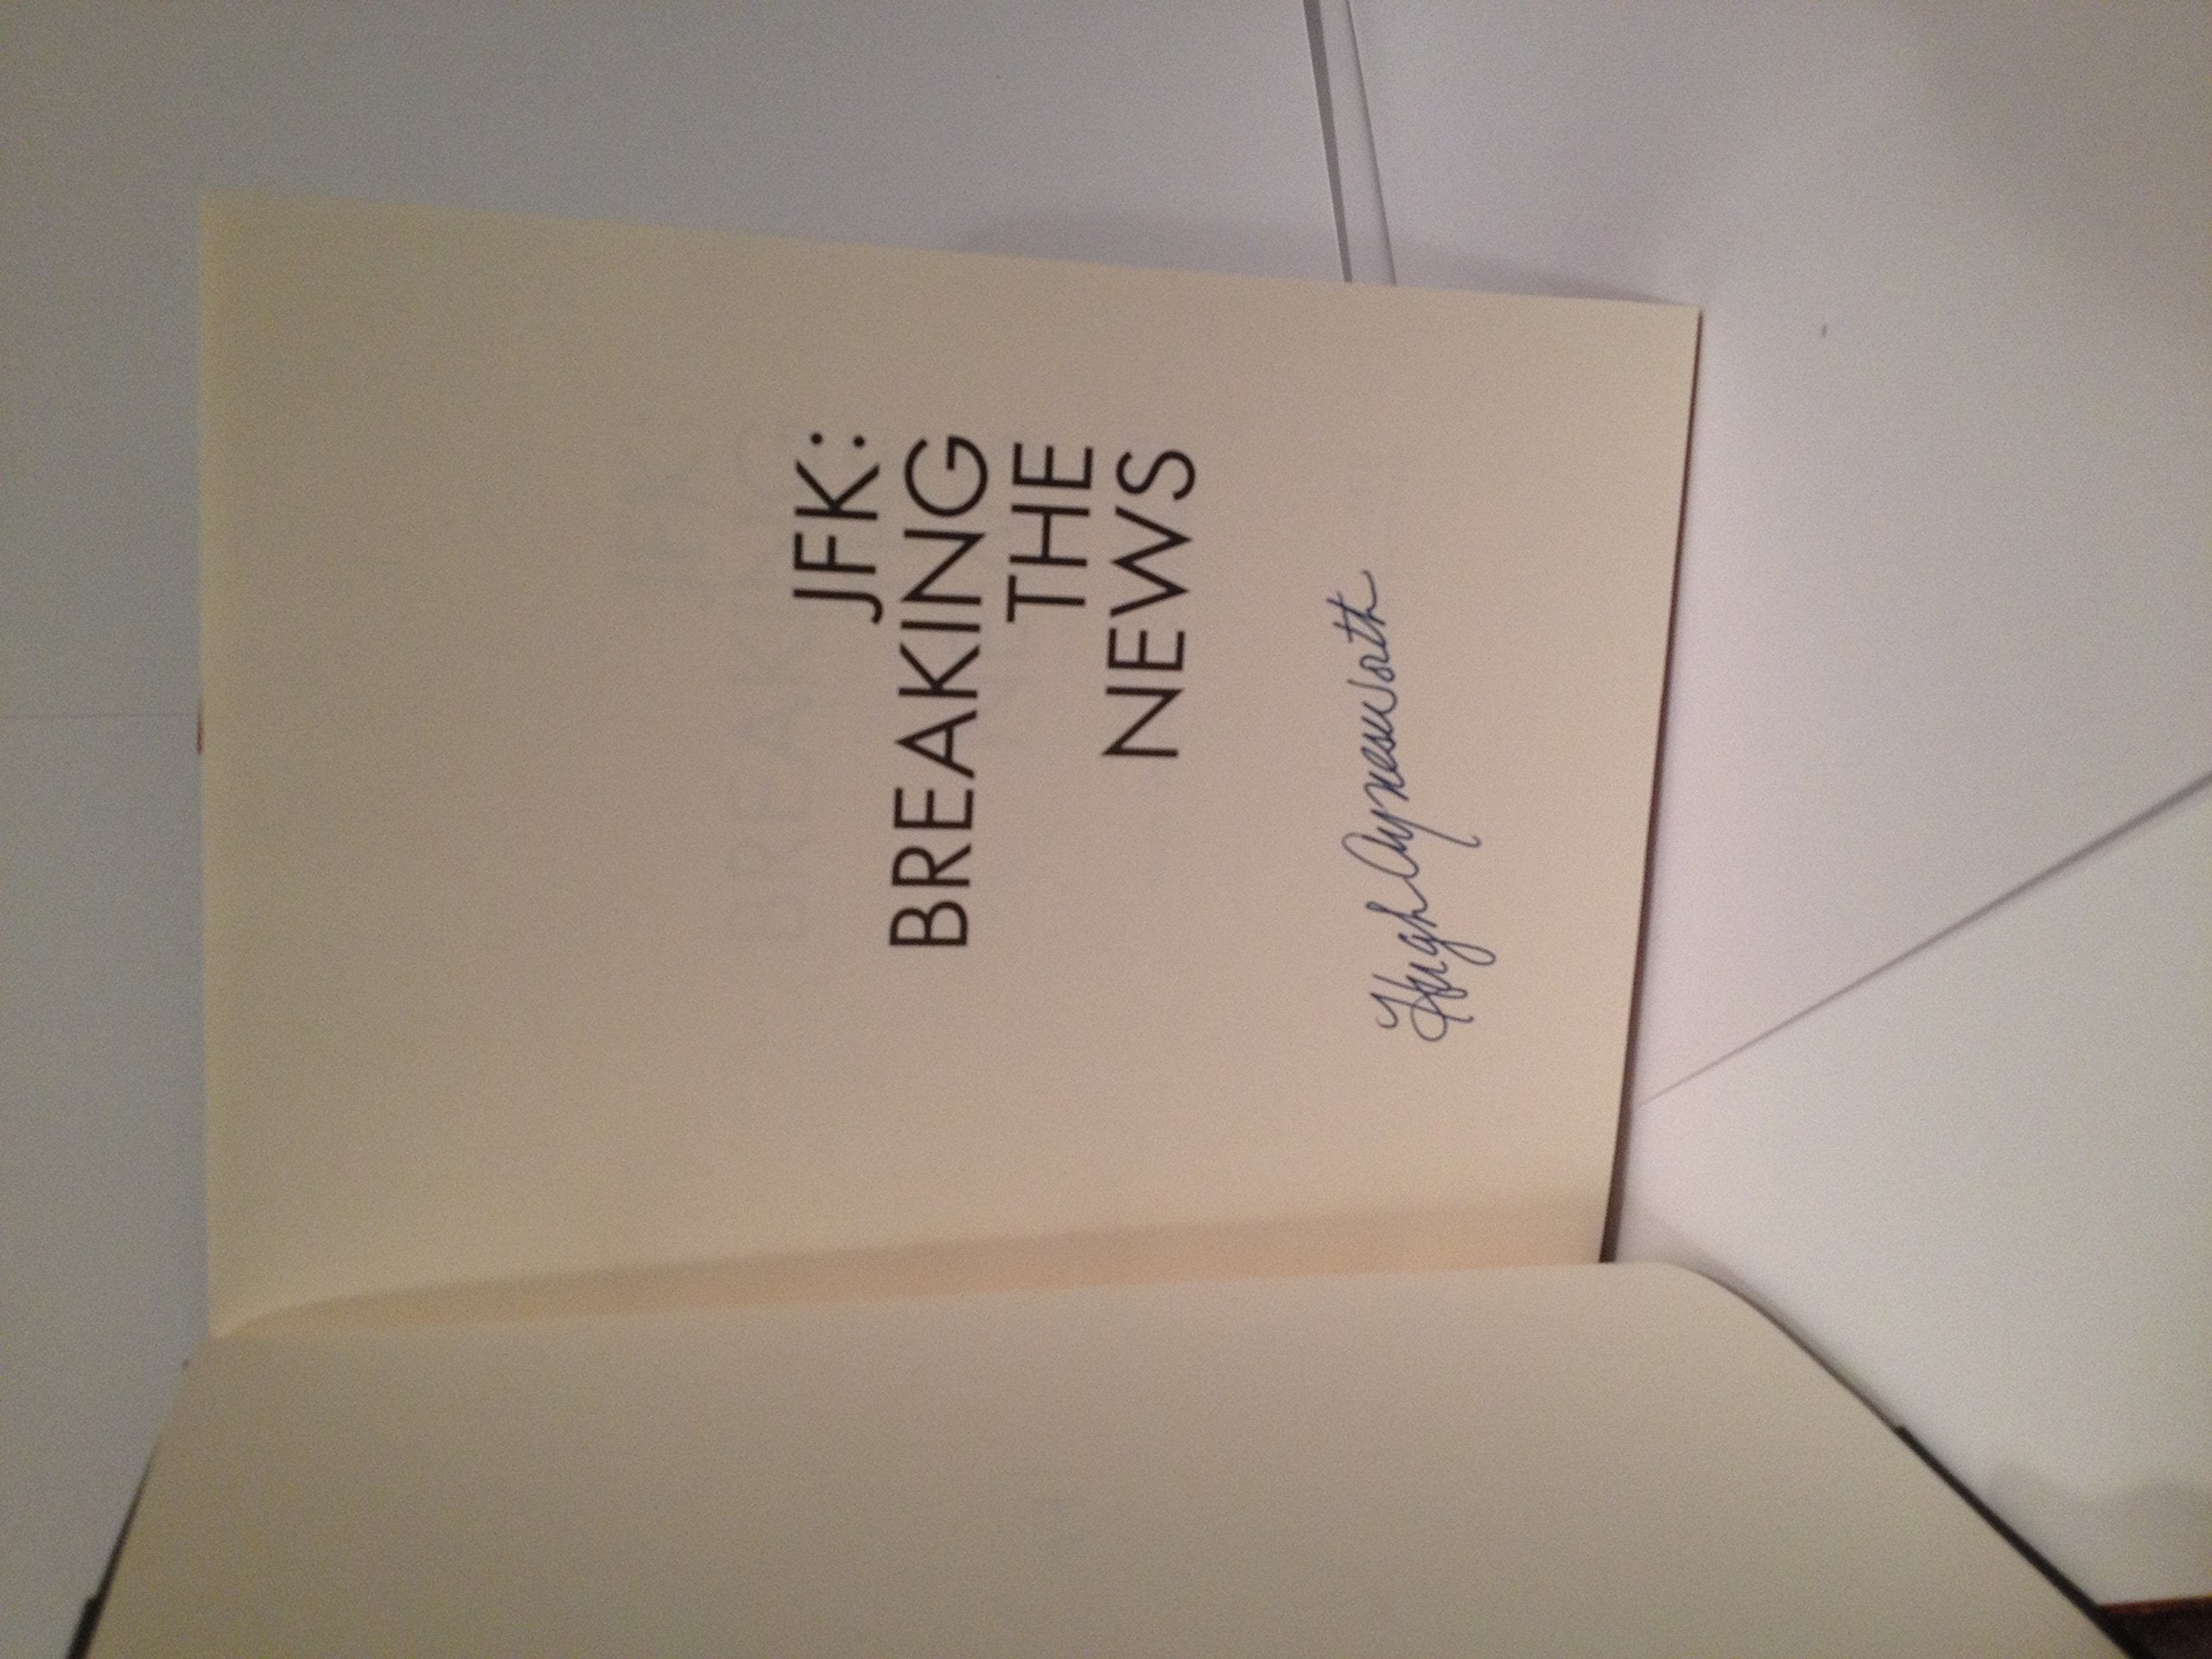 JFK:
BREAKING
THE
NEWS
Hugh Aynesworth